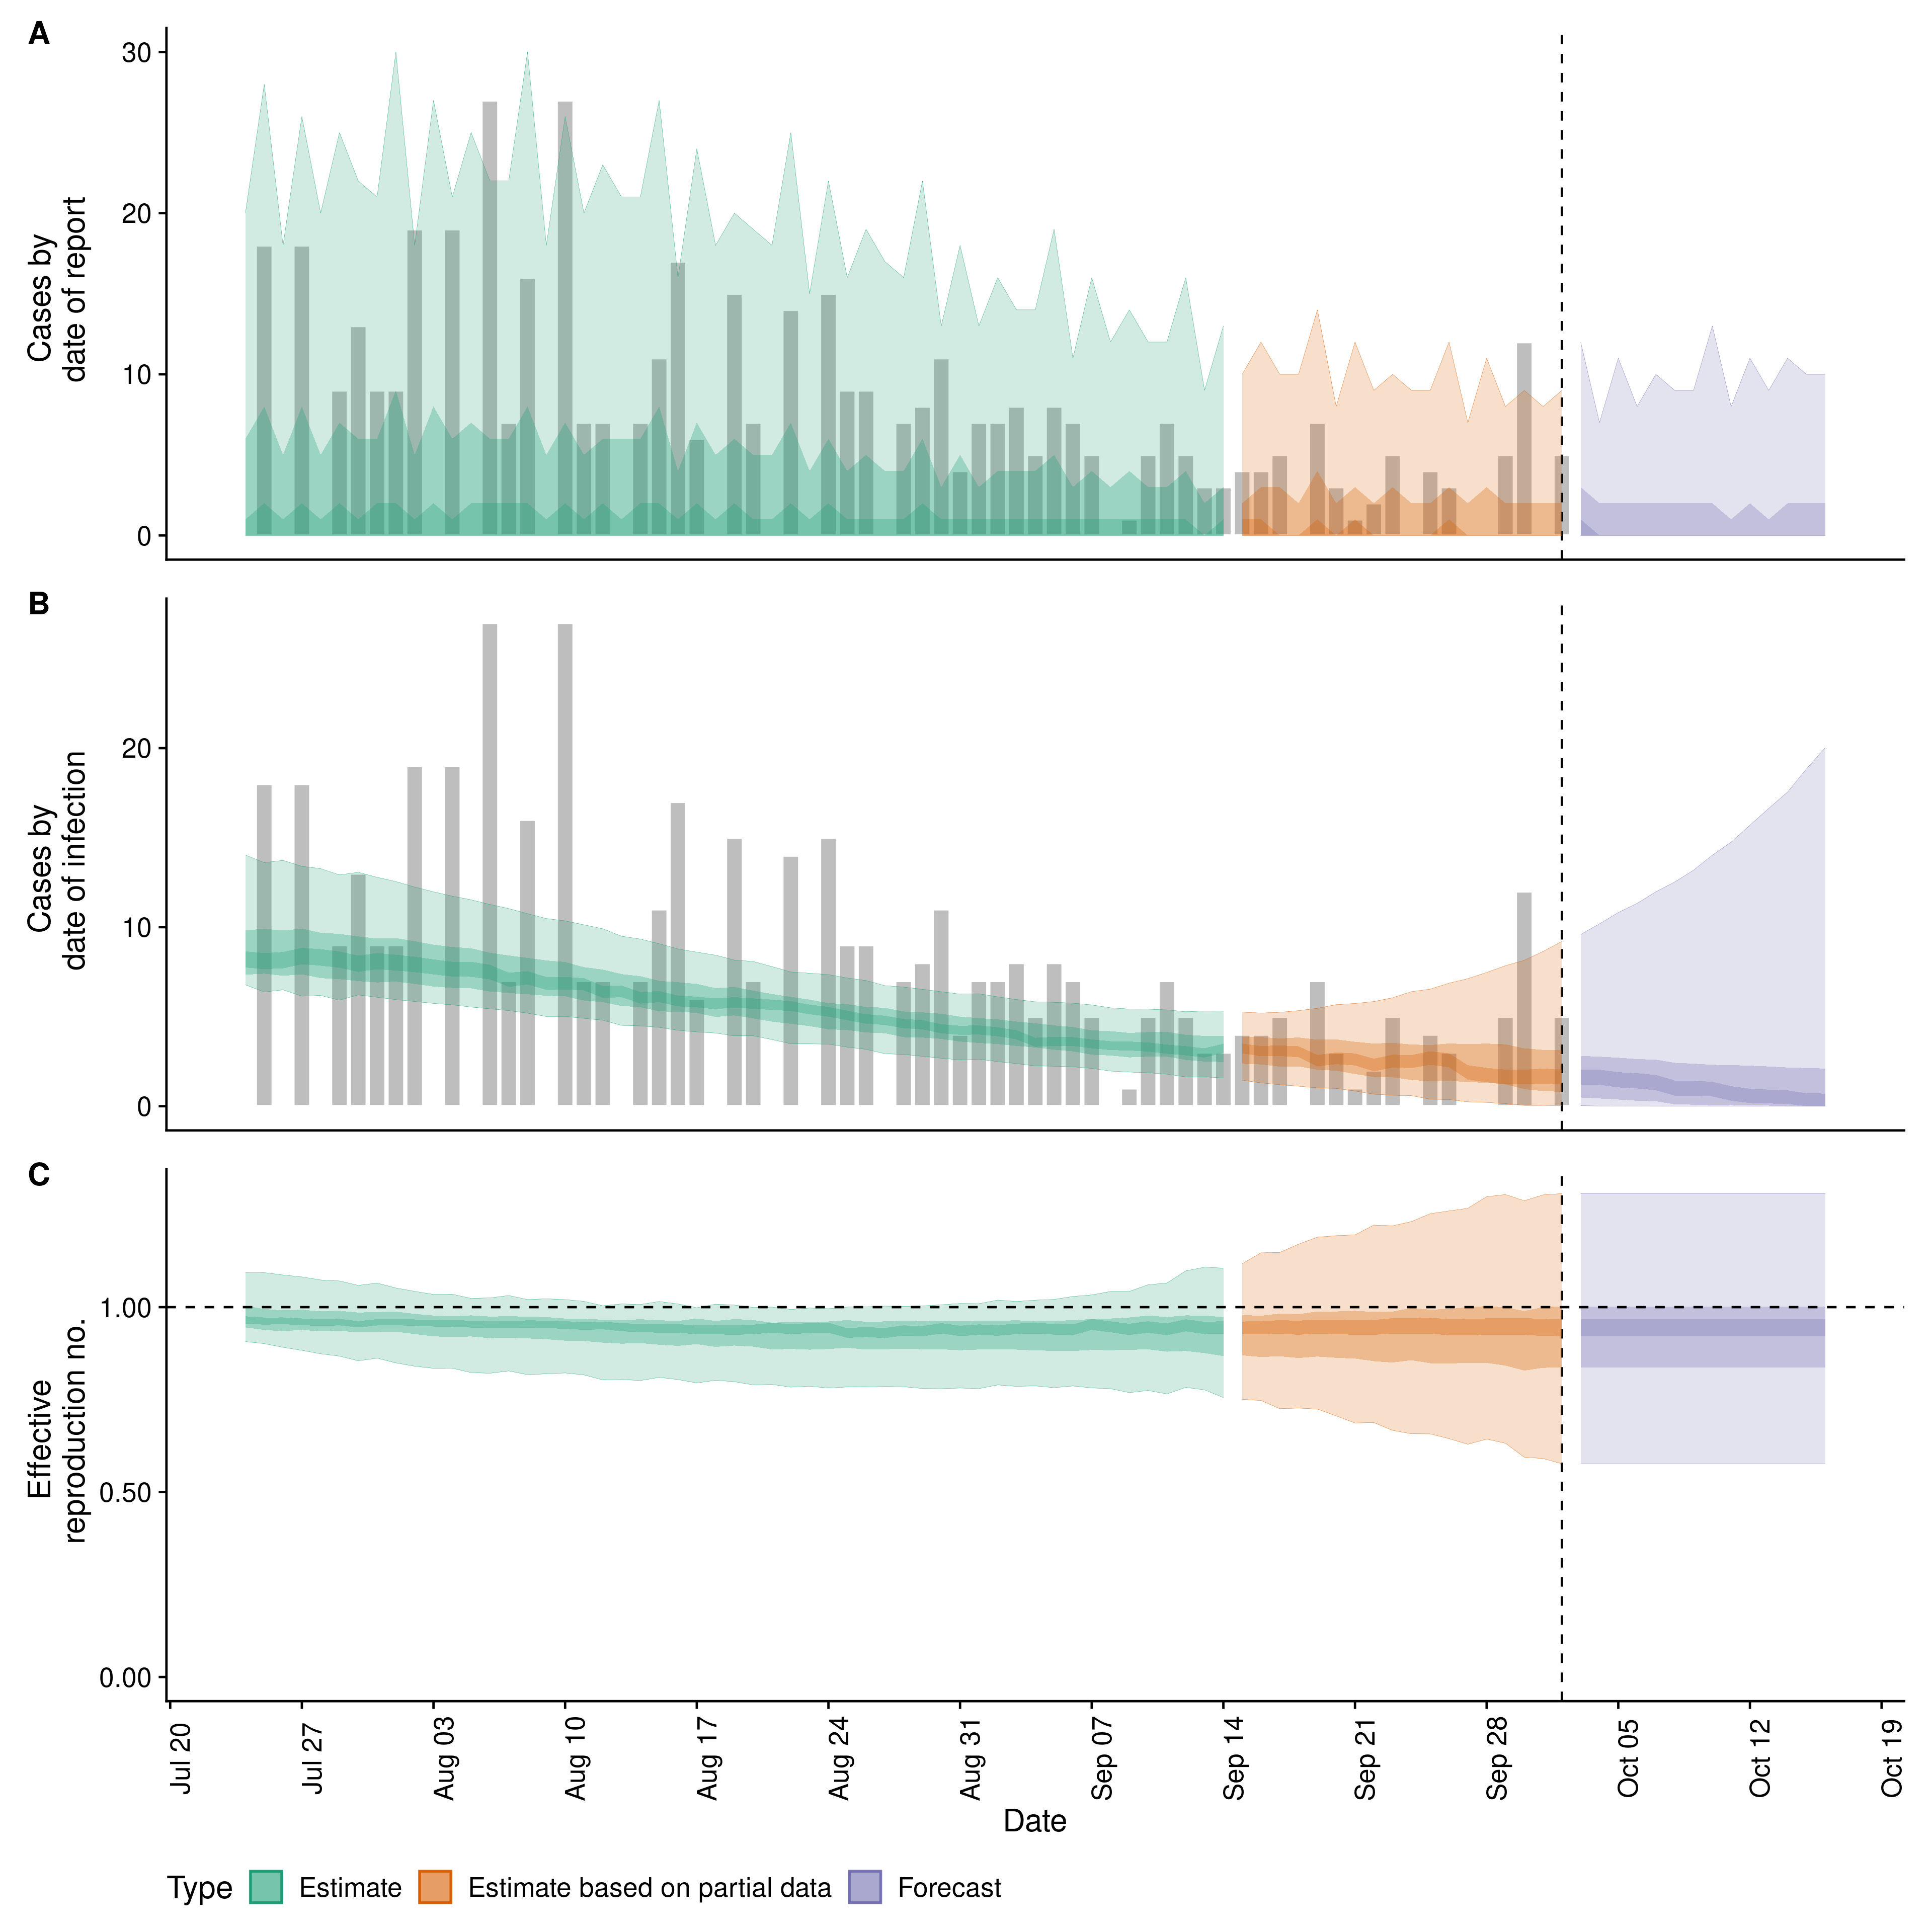 A
Cases by
date of report
30
20
10
0
B
Cases by
date of infection
20
10
0
C
Effective
reproduction no.
1.00
0.50
0.00
Jul 20
Jul 27
Aug 03
Aug 10
Aug 17
Aug 24
Aug 31
Sep 07
Sep 14
Sep 21
Sep 28
Oct 05
Oct 12
Oct 19
Date
Type Estimate Estimate based on partial data Forecast